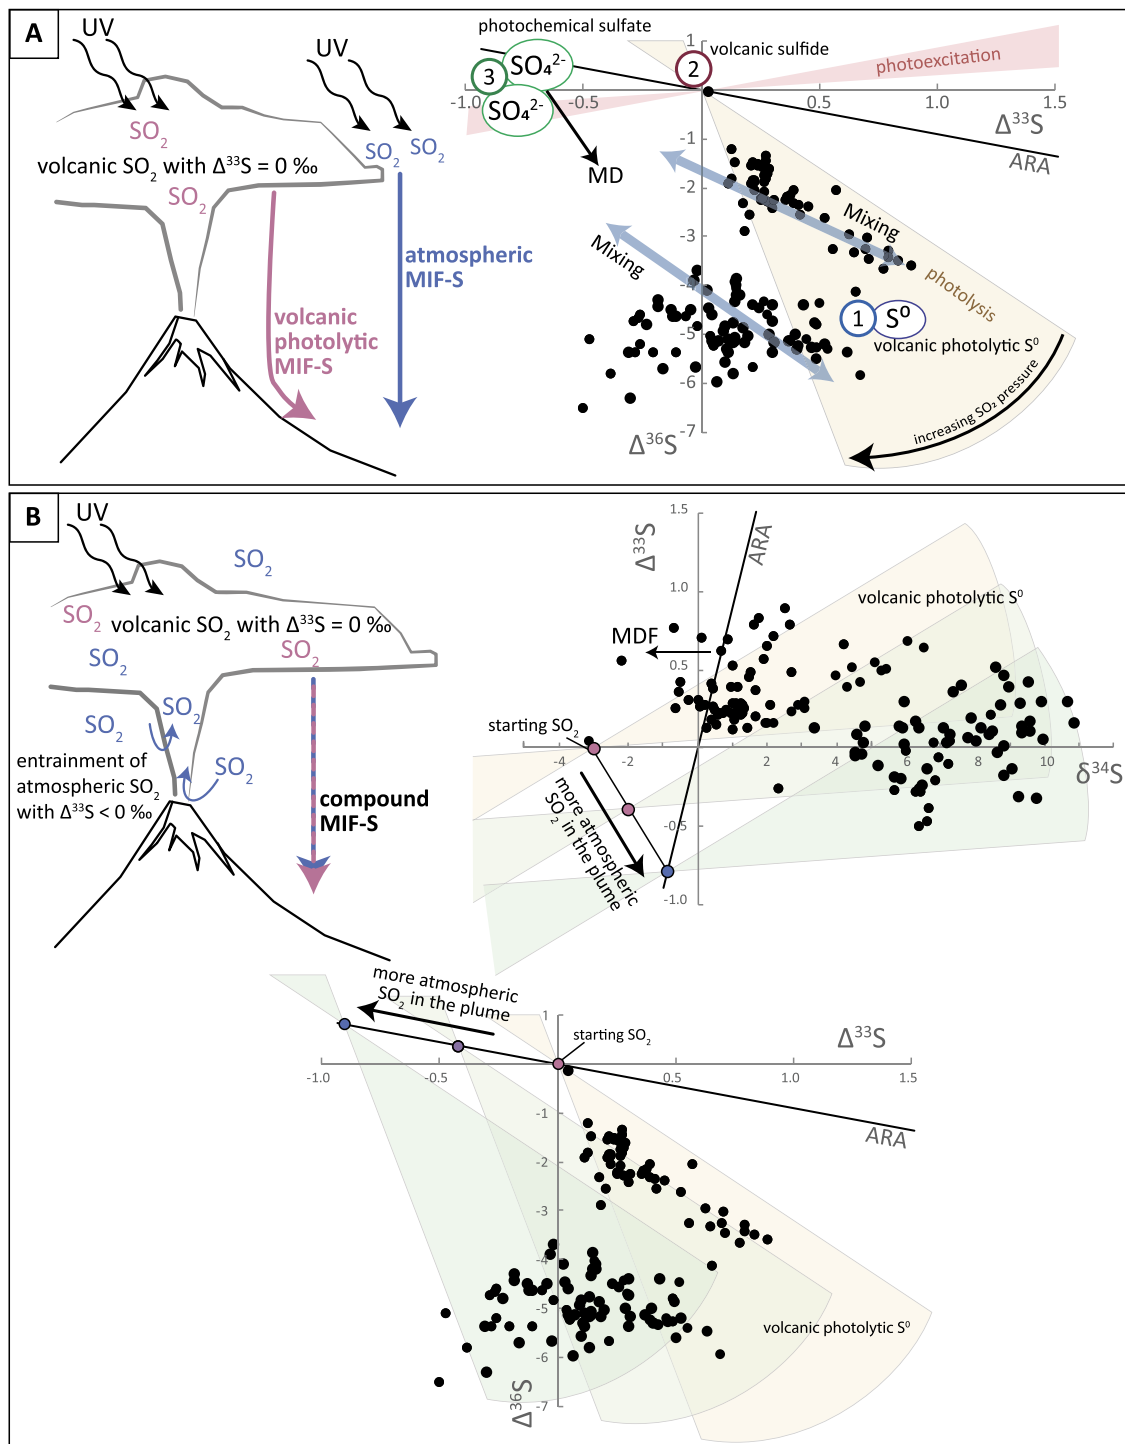 A
UV
UV
SO2
SO2
SO2
volcanic SO2 with Δ33S = 0 ‰
SO2
atmospheric
MIF-S
volcanic
photolytic
MIF-S
photochemical sulfate
SO₄²⁻
3
SO₄²⁻
2
volcanic sulfide
photoexcitation
1
-1.0
-0.5
0.5
1.0
1.5
Δ33S
ARA
MD
-1
-2
-3
-4
-5
-6
-7
Mixing
Mixing
photolysis
1
S⁰
volcanic photolytic S⁰
increasing SO₂ pressure
Δ36S
B
UV
SO2
SO2
volcanic SO2 with Δ33S = 0 ‰
SO2
SO2
SO2
SO2
SO2
entrainment of
atmospheric SO2
with Δ33S < 0 ‰
compound
MIF-S
Δ33S
1.5
1.0
0.5
-0.5
-1.0
ARA
volcanic photolytic S⁰
MDF
starting SO2
-4
-2
2
4
6
8
10
δ34S
more atmospheric
SO2 in the plume
more atmospheric
SO2 in the plume
1
starting SO2
Δ33S
-1.0
-0.5
0.5
1.0
1.5
ARA
-1
-2
-3
-4
-5
-6
-7
volcanic photolytic S⁰
Δ36S